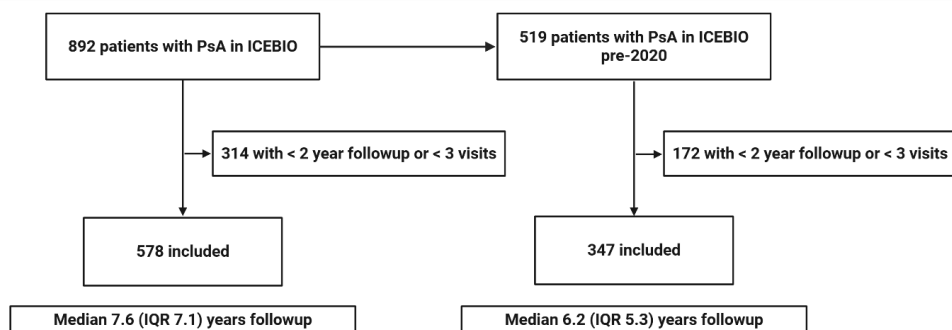 892 patients with PsA in ICEBIO
519 patients with PsA in ICEBIO
pre-2020
314 with < 2 year followup or < 3 visits
172 with < 2 year followup or < 3 visits
578 included
347 included
Median 7.6 (IQR 7.1) years followup
Median 6.2 (IQR 5.3) years followup